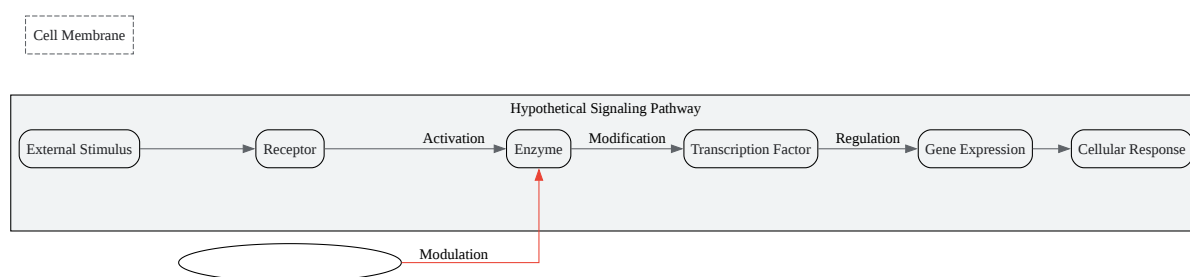 Cell Membrane
Hypothetical Signaling Pathway
External Stimulus
Receptor
Activation
Enzyme
Modification
Transcription Factor
Regulation
Gene Expression
Cellular Response
Modulation